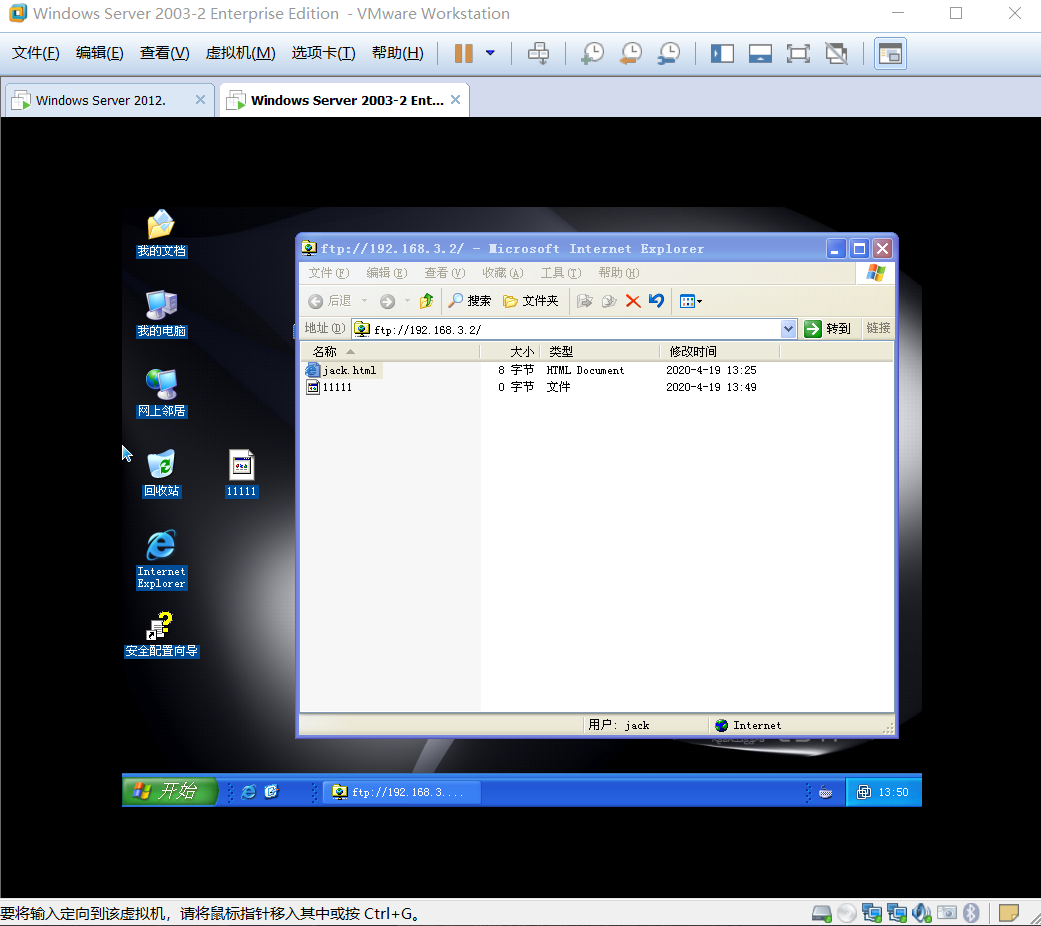 Windows Server 2003-2 Enterprise Edition - VMware Workstation
文件(F) 编辑(E) 查看(V) 虚拟机(M) 选项卡(T) 帮助(H)
Windows Server 2012.
Windows Server 2003-2 Ent...
我的文档
我的电脑
网上邻居
回收站
11111
Internet
Explorer
安全配置向导
ftp://192.168.3.2/ - Microsoft Internet Explorer
文件(F) 编辑(E) 查看(V) 收藏(A) 工具(T) 帮助(H)
后退 搜索 文件夹
地址(D) ftp://192.168.3.2/ 转到 链接
名称 大小 类型 修改时间
jack.html 8 字节 HTML Document 2020-4-19 13:25
11111 0 字节 文件 2020-4-19 13:49
用户: jack Internet
开始 ftp://192.168.3.... 13:50
要将输入定向到该虚拟机，请将鼠标指针移入其中或按 Ctrl+G。